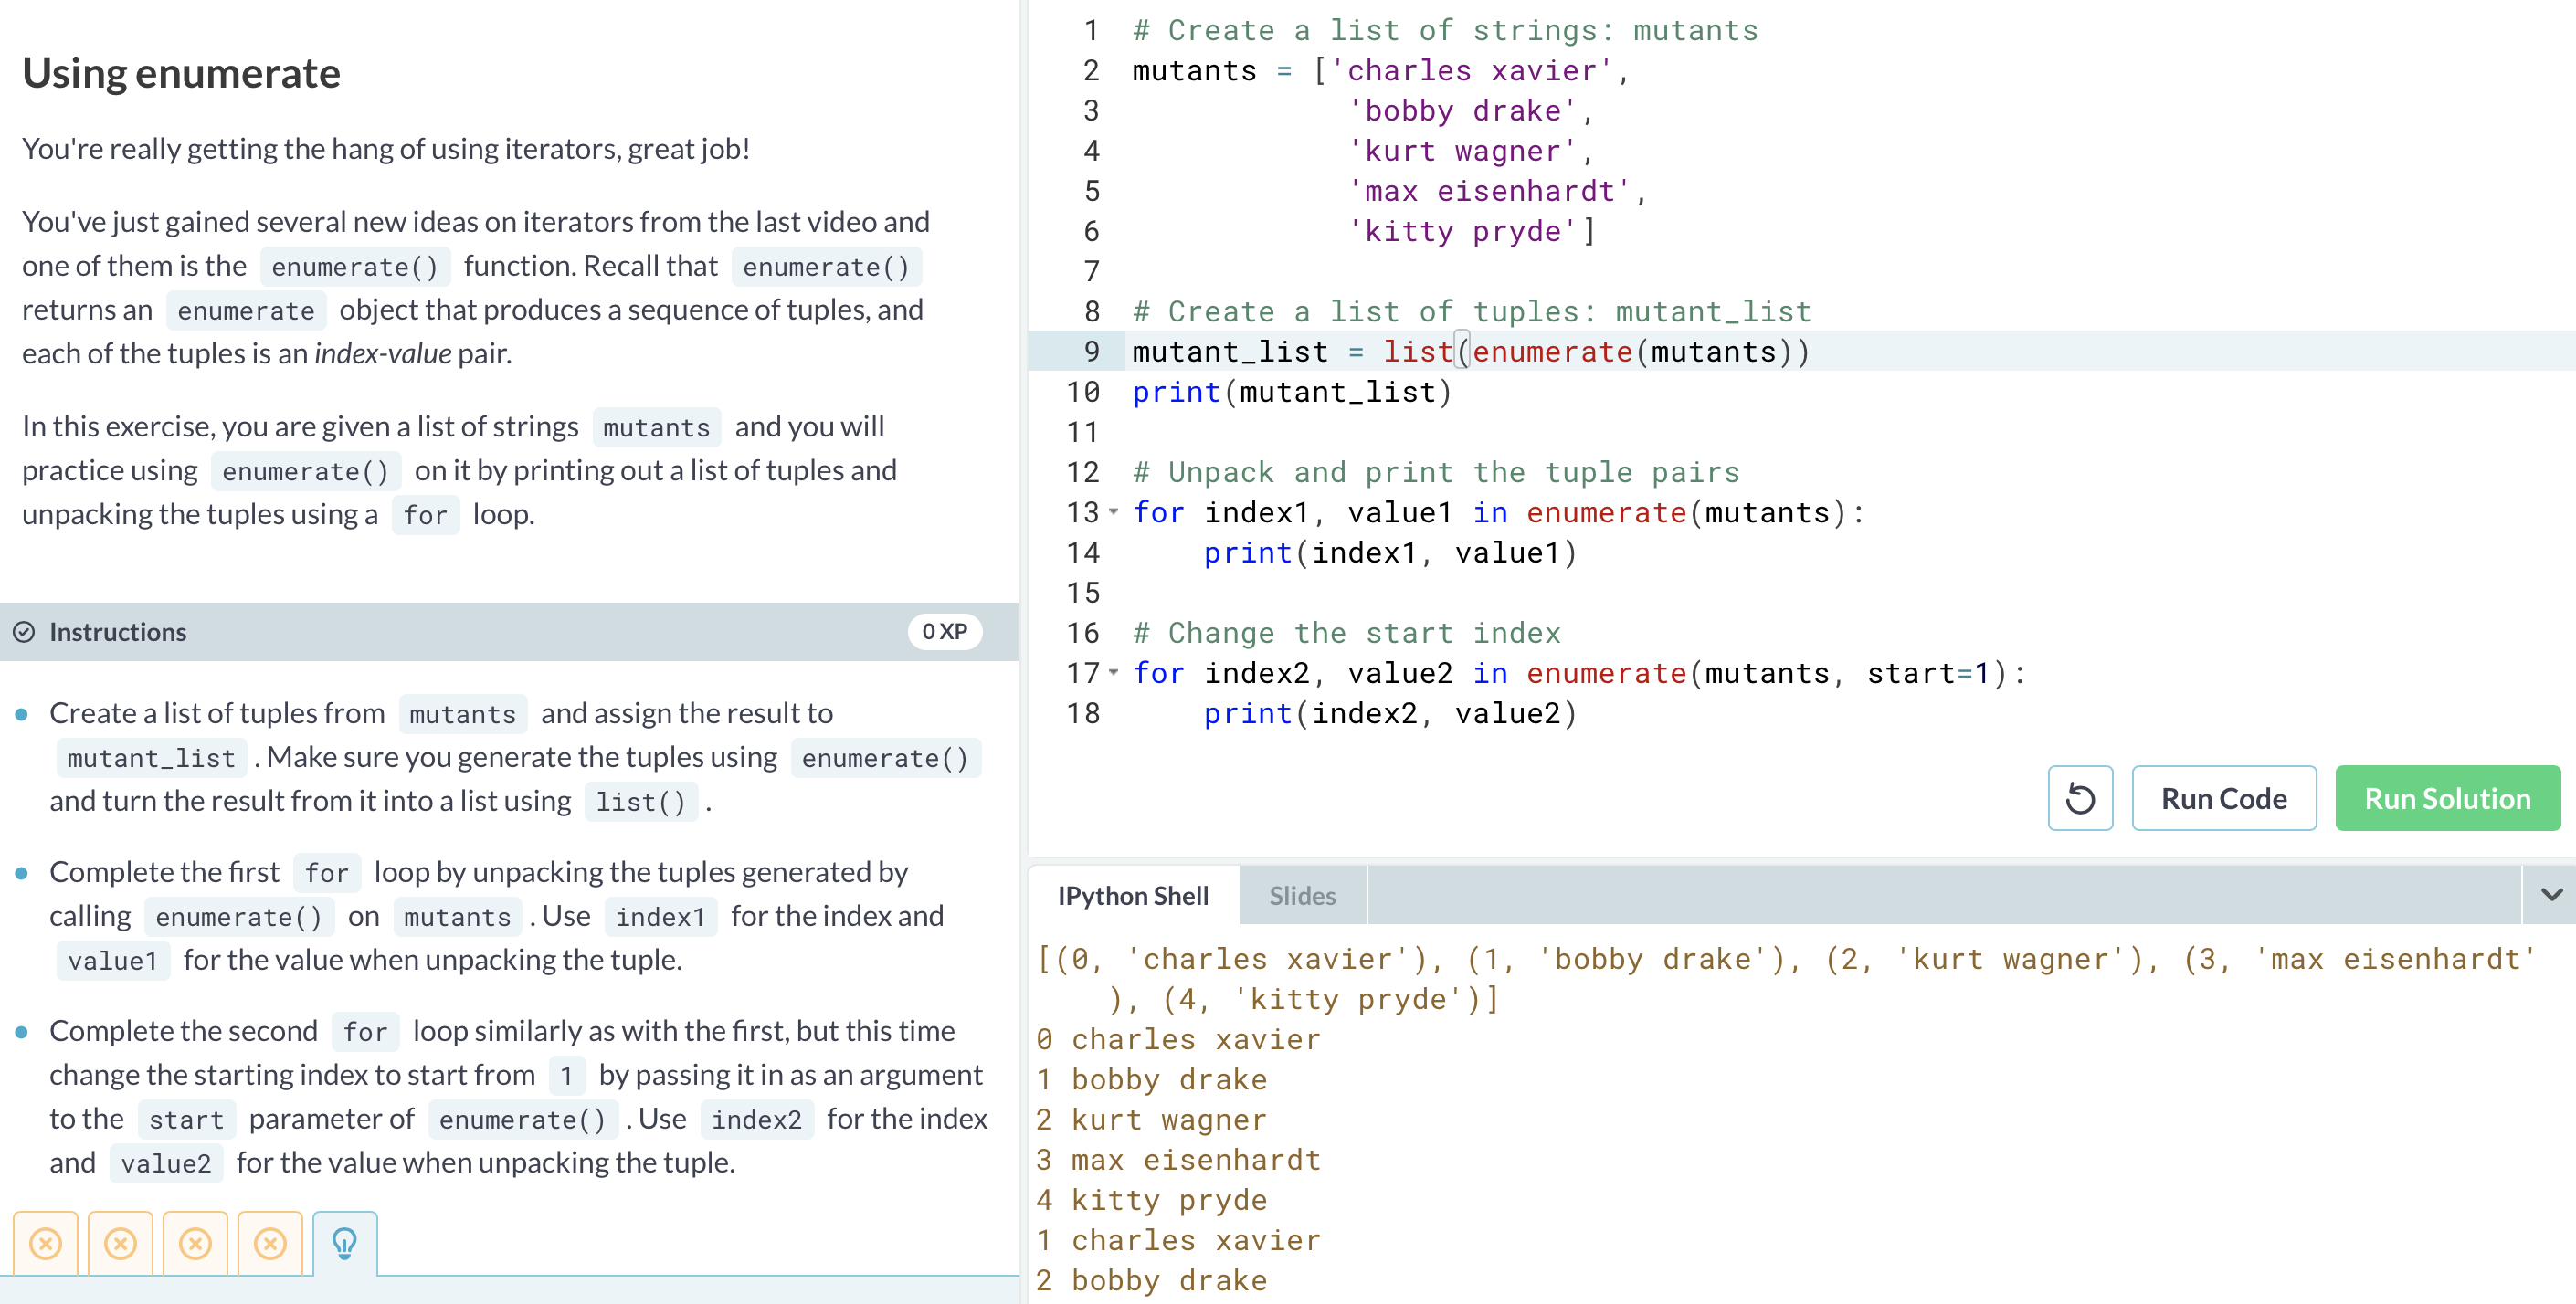 Using enumerate
You're really getting the hang of using iterators, great job!
You've just gained several new ideas on iterators from the last video and
one of them is the enumerate() function. Recall that enumerate()
returns an enumerate object that produces a sequence of tuples, and
each of the tuples is an index-value pair.
In this exercise, you are given a list of strings mutants and you will
practice using enumerate() on it by printing out a list of tuples and
unpacking the tuples using a for loop.
Instructions 0 XP
Create a list of tuples from mutants and assign the result to
mutant_list . Make sure you generate the tuples using enumerate()
and turn the result from it into a list using list() .
Complete the first for loop by unpacking the tuples generated by
calling enumerate() on mutants . Use index1 for the index and
value1 for the value when unpacking the tuple.
Complete the second for loop similarly as with the first, but this time
change the starting index to start from 1 by passing it in as an argument
to the start parameter of enumerate() . Use index2 for the index
and value2 for the value when unpacking the tuple.
1 # Create a list of strings: mutants
2 mutants = ['charles xavier',
3             'bobby drake',
4             'kurt wagner',
5             'max eisenhardt',
6             'kitty pryde']
7
8 # Create a list of tuples: mutant_list
9 mutant_list = list(enumerate(mutants))
10 print(mutant_list)
11
12 # Unpack and print the tuple pairs
13 for index1, value1 in enumerate(mutants):
14     print(index1, value1)
15
16 # Change the start index
17 for index2, value2 in enumerate(mutants, start=1):
18     print(index2, value2)
Run Code Run Solution
IPython Shell Slides
[(0, 'charles xavier'), (1, 'bobby drake'), (2, 'kurt wagner'), (3, 'max eisenhardt'
), (4, 'kitty pryde')]
0 charles xavier
1 bobby drake
2 kurt wagner
3 max eisenhardt
4 kitty pryde
1 charles xavier
2 bobby drake